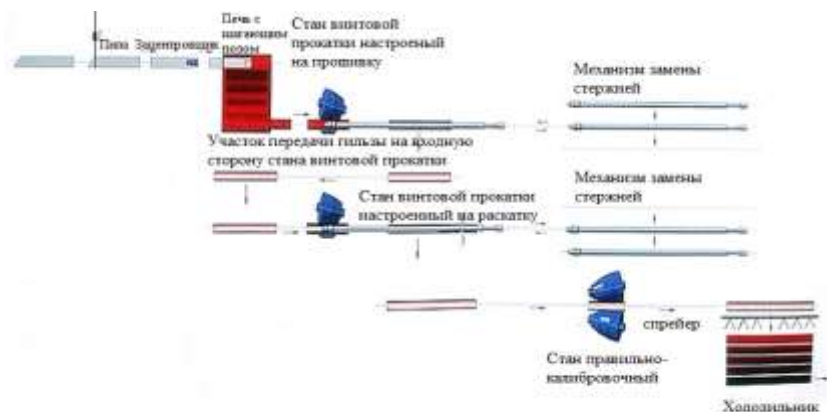 Пила Зацентровщик
Печь с
шагающим
подом
Стан винтовой
прокатки настроеный
на прошивку
Механизм замены
стержней
Участок передачи гильзы на входную
сторону стана винтовой прокатки
Механизм замены
стержней
Стан винтовой прокатки
настроенный на раскатку
спрейер
Стан правильно-
калибровочный
Холодильник